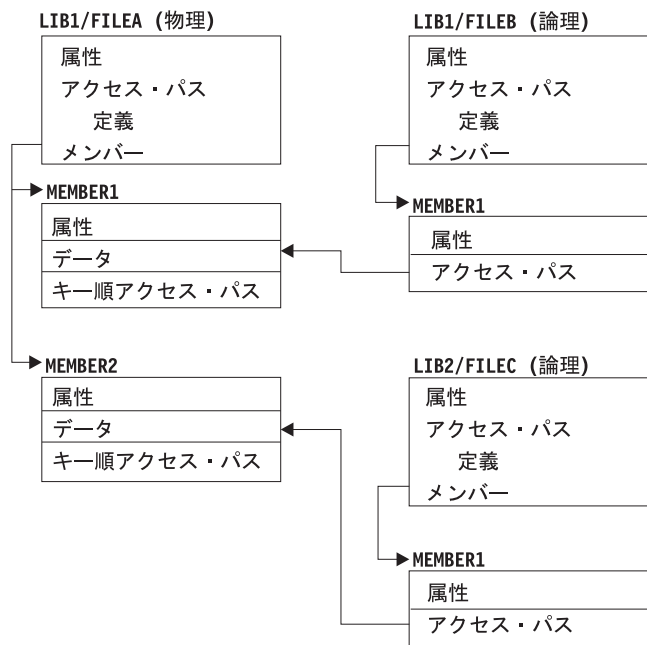 LIB1/FILEA (物理)
属性
アクセス・パス
定義
メンバー
MEMBER1
属性
データ
キー順アクセス・パス
MEMBER2
属性
データ
キー順アクセス・パス
LIB1/FILEB (論理)
属性
アクセス・パス
定義
メンバー
MEMBER1
属性
アクセス・パス
LIB2/FILEC (論理)
属性
アクセス・パス
定義
メンバー
MEMBER1
属性
アクセス・パス